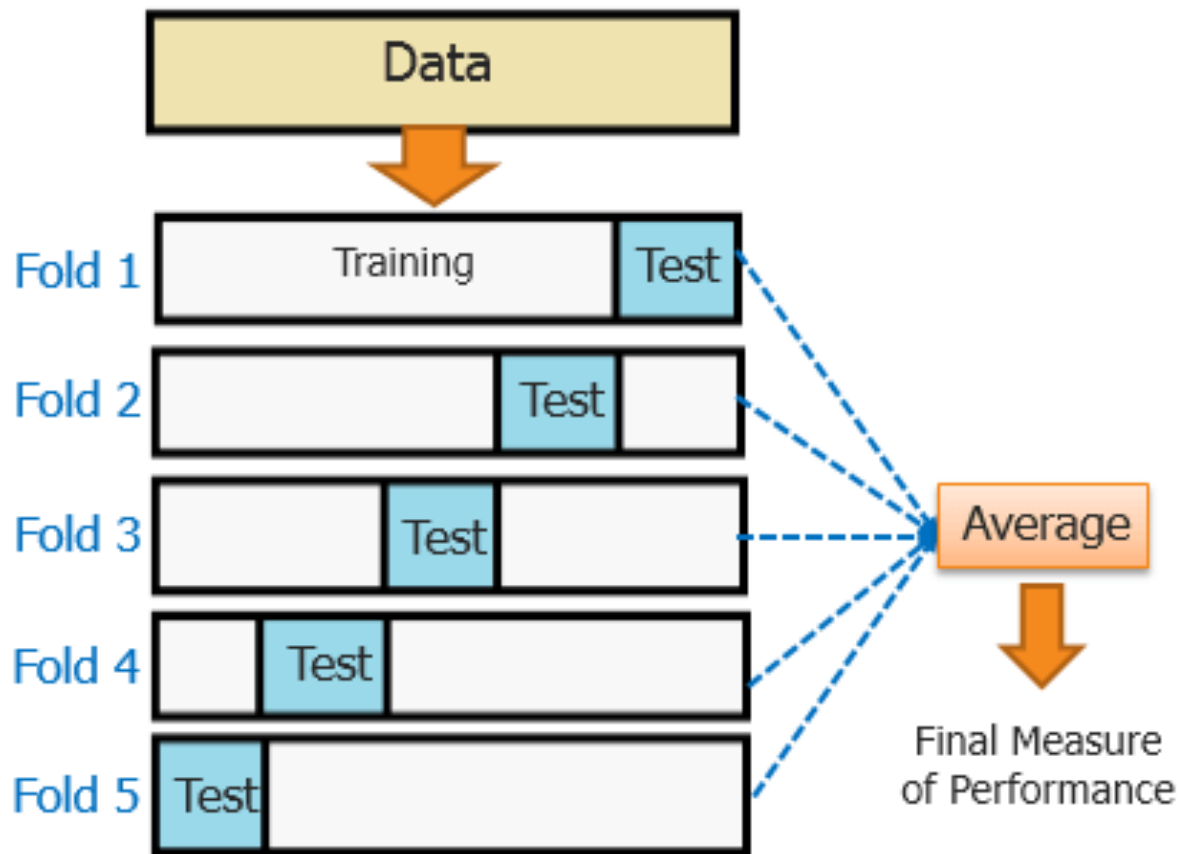 Data
Fold 1
Training
Test
Fold 2
Test
Fold 3
Test
Average
Fold 4
Test
Final Measure
of Performance
Fold 5
Test